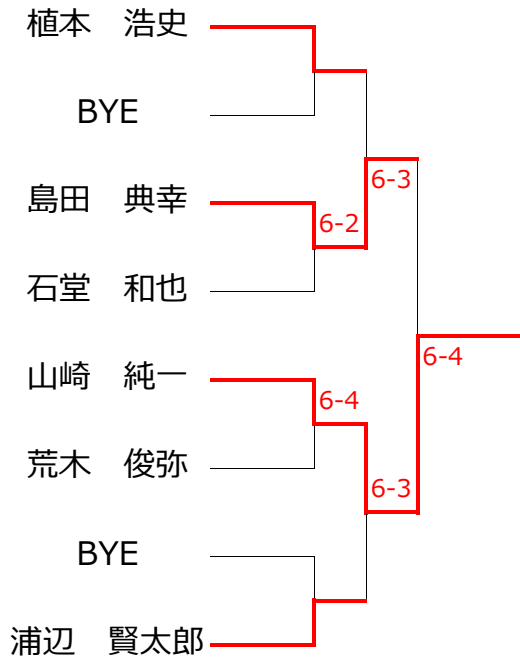 植本　浩史
BYE
6-3
島田　典幸
6-2
石堂　和也
6-4
山崎　純一
6-4
荒木　俊弥
6-3
BYE
浦辺　賢太郎